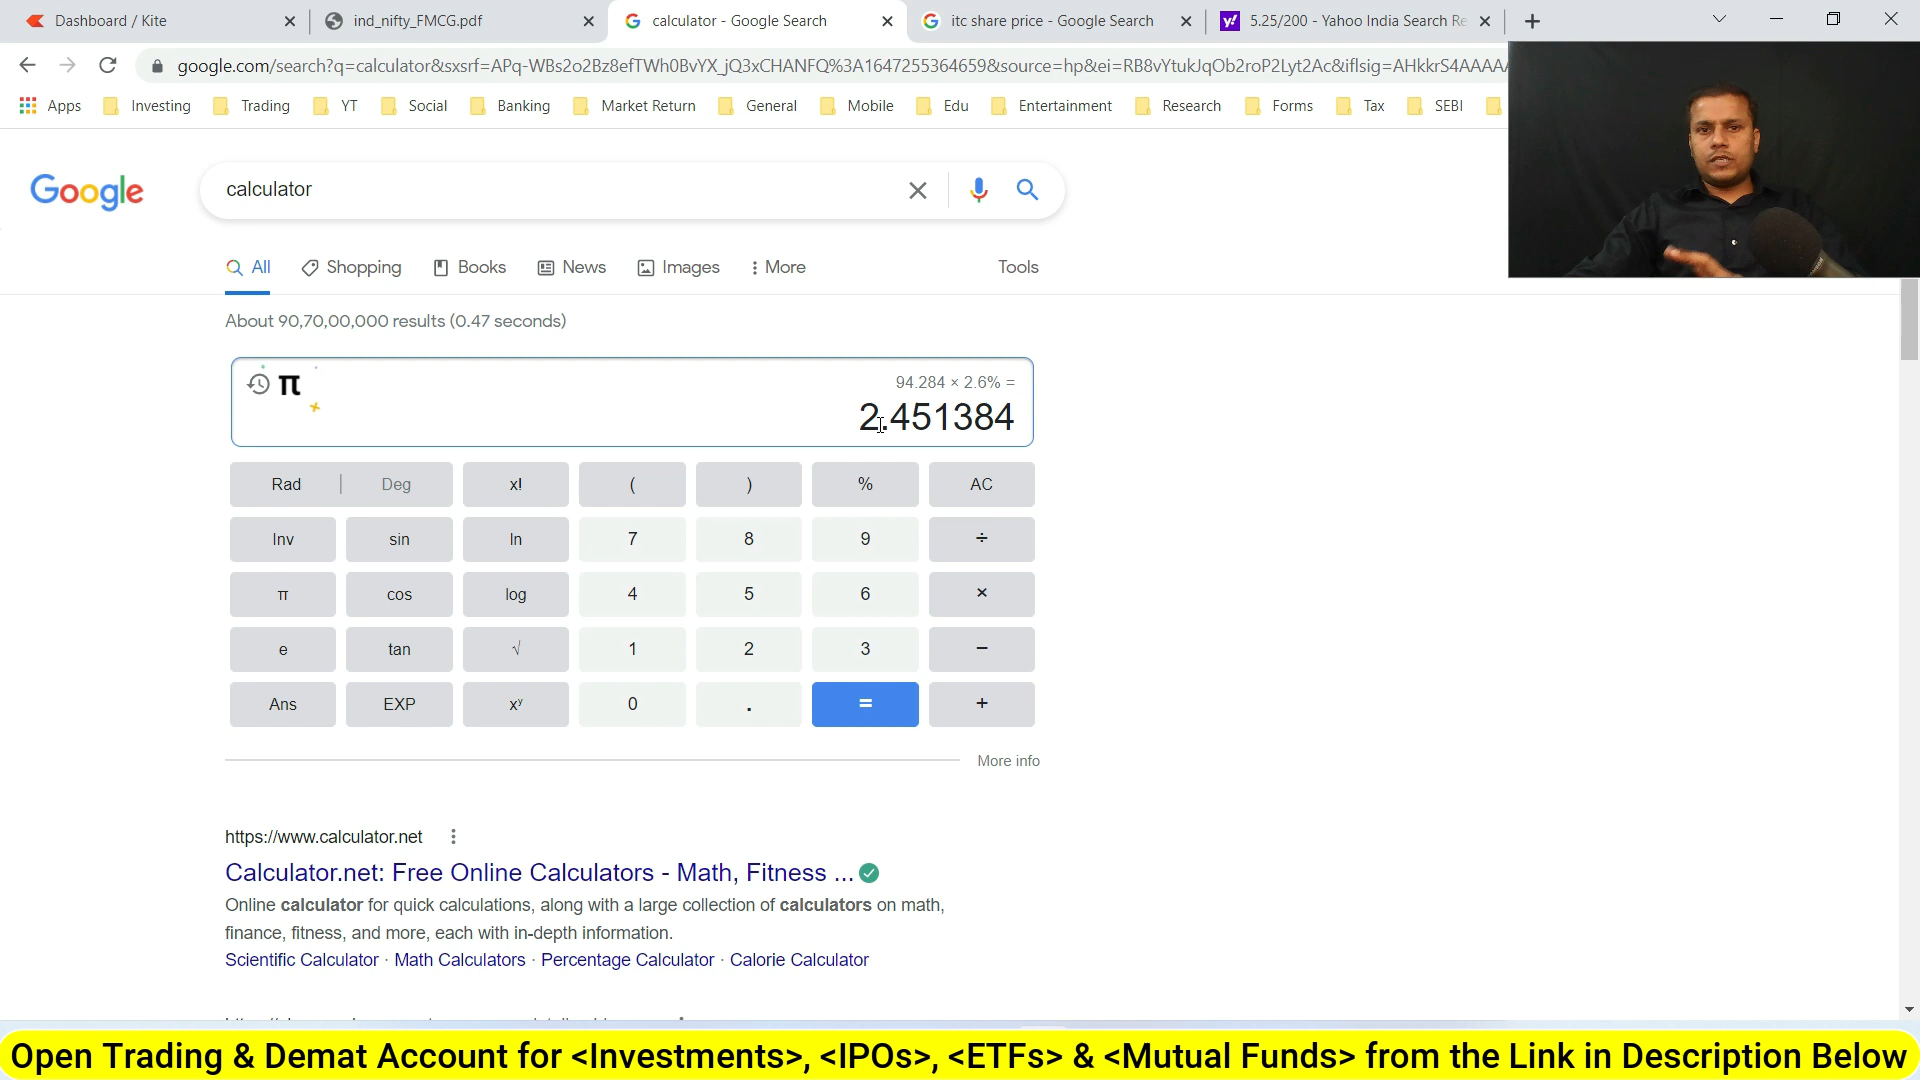 Dashboard / Kite
ind_nifty_FMCG.pdf
calculator - Google Search
itc share price - Google Search
5.25/200 - Yahoo India Search Re
google.com/search?q=calculator&sxsrf=APq-WBs2o2Bz8efTWh0BvYX_jQ3xCHANFQ%3A1647255364659&source=hp&ei=RB8vYtukJqOb2roP2Lyt2Ac&iflsig=AHkkrS4AAAAA
Apps Investing Trading YT Social Banking Market Return General Mobile Edu Entertainment Research Forms Tax SEBI
Google
calculator
All Shopping Books News Images More Tools
About 90,70,00,000 results (0.47 seconds)
π
94.284 × 2.6% =
2.451384
Rad | Deg x! ( ) % AC
Inv sin ln 7 8 9 ÷
π cos log 4 5 6 ×
e tan √ 1 2 3 −
Ans EXP xʸ 0 . = +
More info
https://www.calculator.net
Calculator.net: Free Online Calculators - Math, Fitness ...
Online calculator for quick calculations, along with a large collection of calculators on math,
finance, fitness, and more, each with in-depth information.
Scientific Calculator · Math Calculators · Percentage Calculator · Calorie Calculator
Open Trading & Demat Account for <Investments>, <IPOs>, <ETFs> & <Mutual Funds> from the Link in Description Below